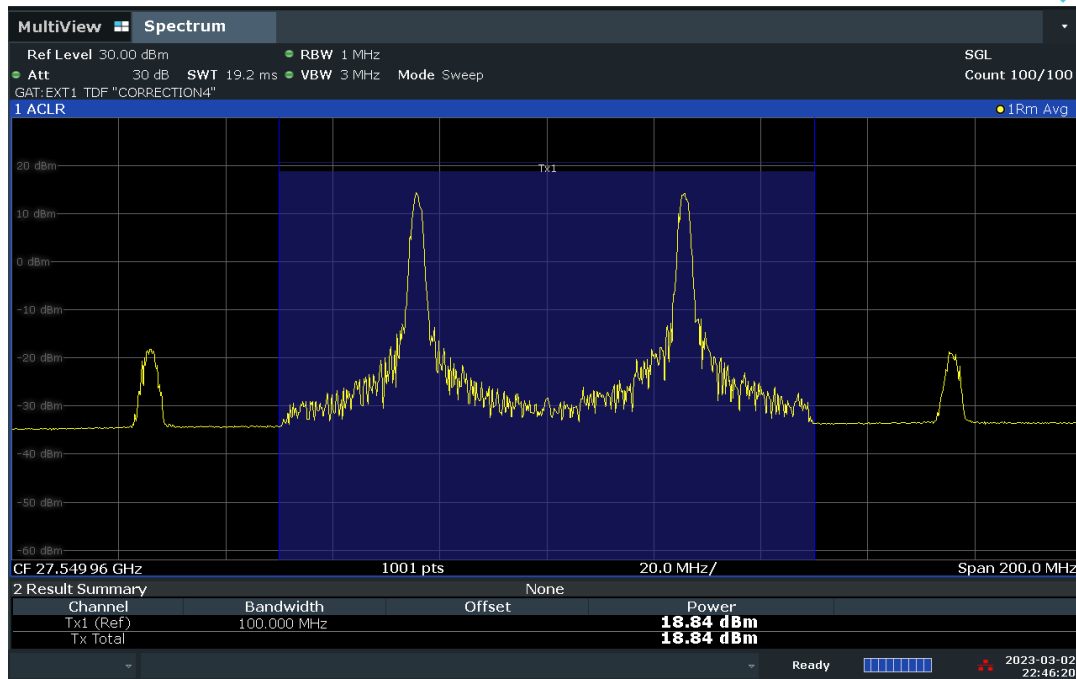 MultiView Spectrum
Ref Level 30.00 dBm RBW 1 MHz SGL
Att 30 dB SWT 19.2 ms VBW 3 MHz Mode Sweep Count 100/100
GAT:EXT1 TDF "CORRECTION4"
1 ACLR 1Rm Avg
Tx1
20 dBm
10 dBm
0 dBm
-10 dBm
-20 dBm
-30 dBm
-40 dBm
-50 dBm
-60 dBm
CF 27.549 96 GHz 1001 pts 20.0 MHz/ Span 200.0 MHz
2 Result Summary None
Channel Bandwidth Offset Power
Tx1 (Ref) 100.000 MHz 18.84 dBm
Tx Total 18.84 dBm
Ready 2023-03-02
22:46:20